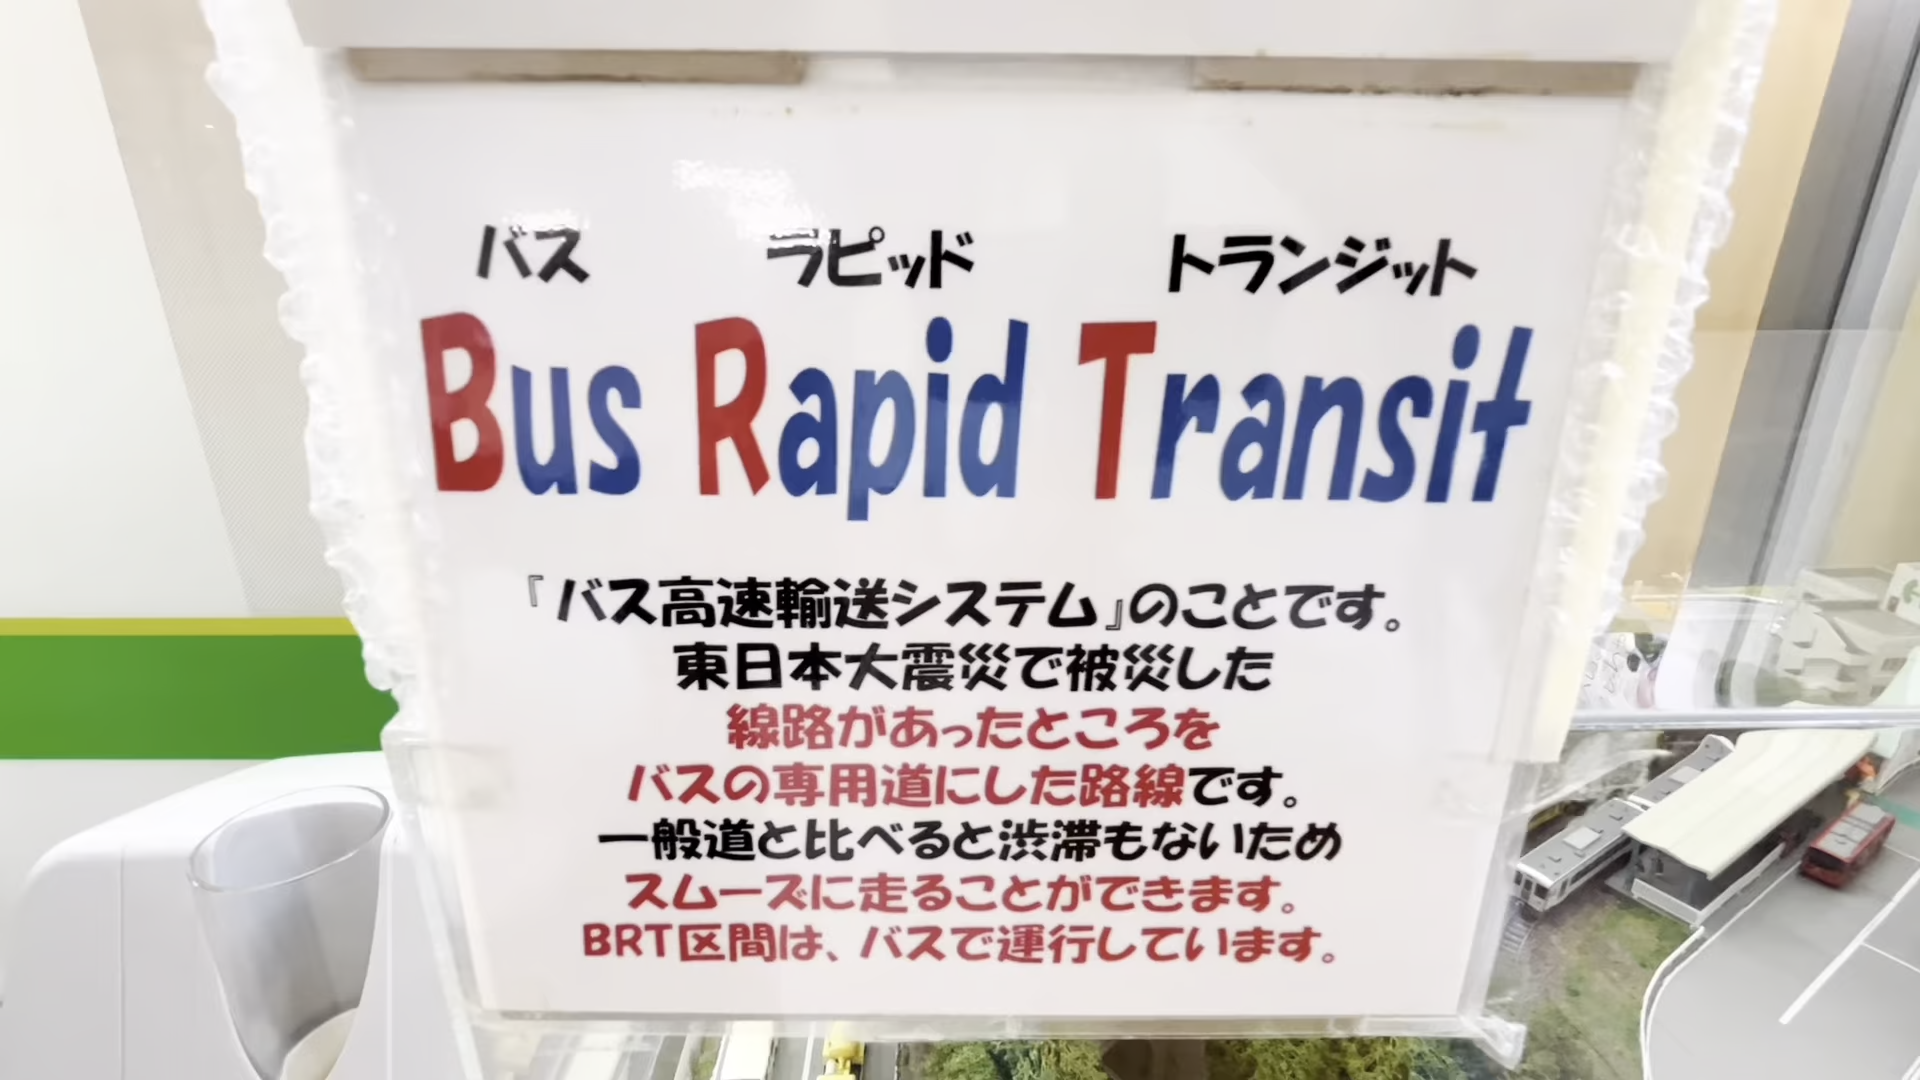 バス ラピッド トランジット
Bus Rapid Transit
『バス高速輸送システム』のことです。
東日本大震災で被災した
線路があったところを
バスの専用道にした路線です。
一般道と比べると渋滞もないため
スムーズに走ることができます。
BRT区間は、バスで運行しています。